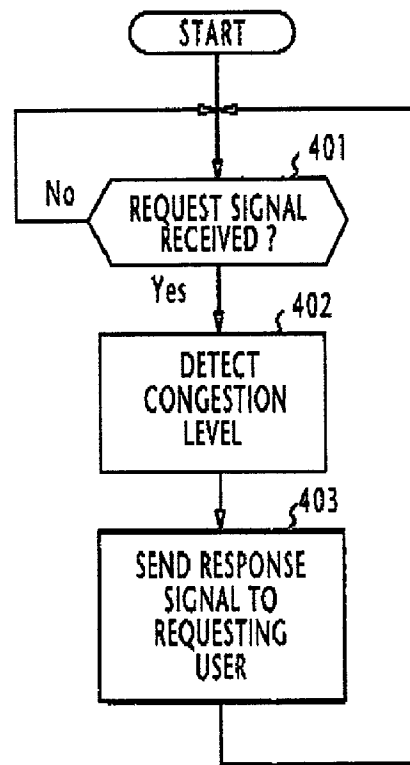 START
401
REQUEST SIGNAL
RECEIVED ?
No
Yes
402
DETECT
CONGESTION
LEVEL
403
SEND RESPONSE
SIGNAL TO
REQUESTING
USER